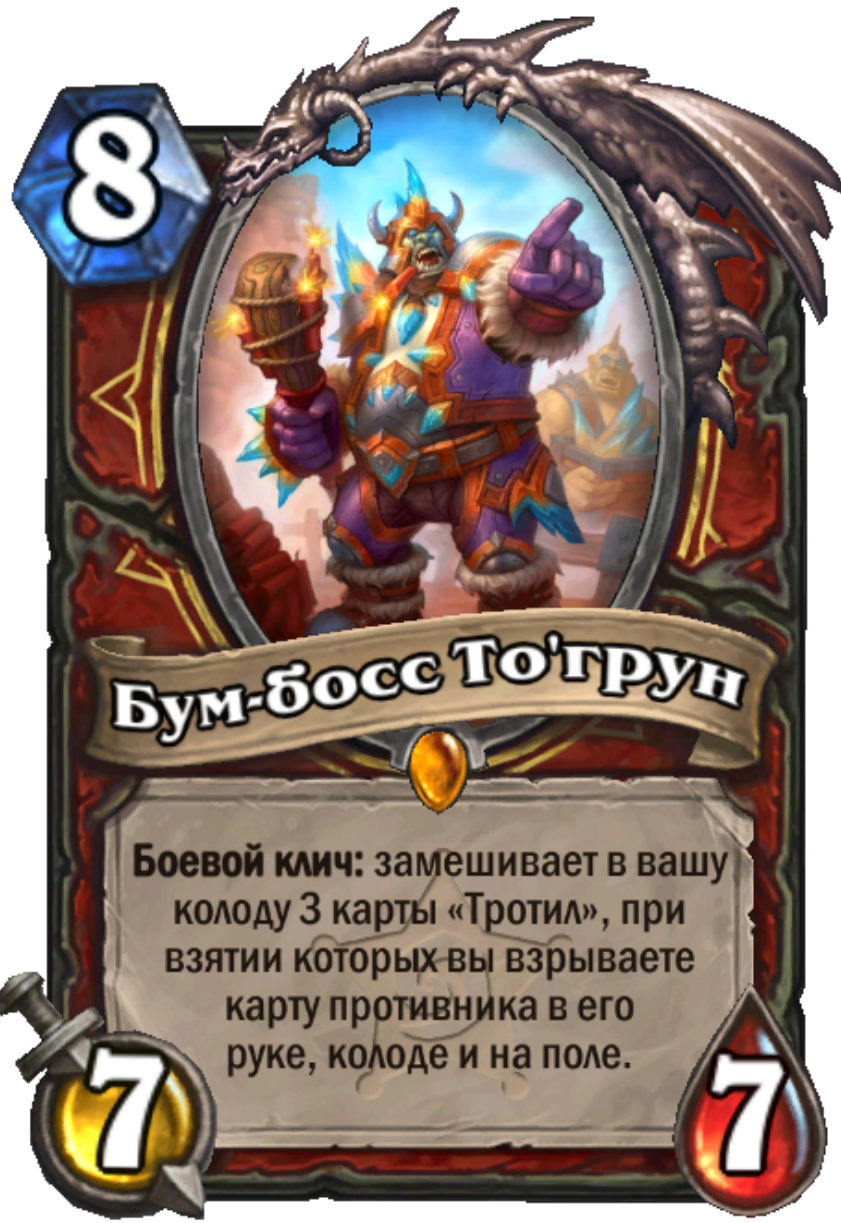 8
Бум-босс То'грун
Боевой клич: замешивает в вашу
колоду 3 карты «Тротил», при
взятии которых вы взрываете
карту противника в его
руке, колоде и на поле.
7
7